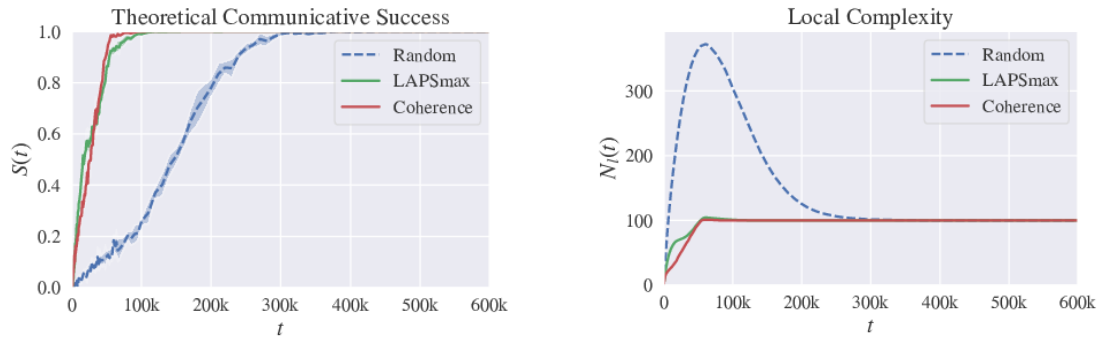 Theoretical Communicative Success
1.0
0.8
0.6
0.4
0.2
0.0
S(t)
Random
LAPSmax
Coherence
0 100k 200k 300k 400k 500k 600k
t
Local Complexity
300
200
100
0
N_l(t)
Random
LAPSmax
Coherence
0 100k 200k 300k 400k 500k 600k
t